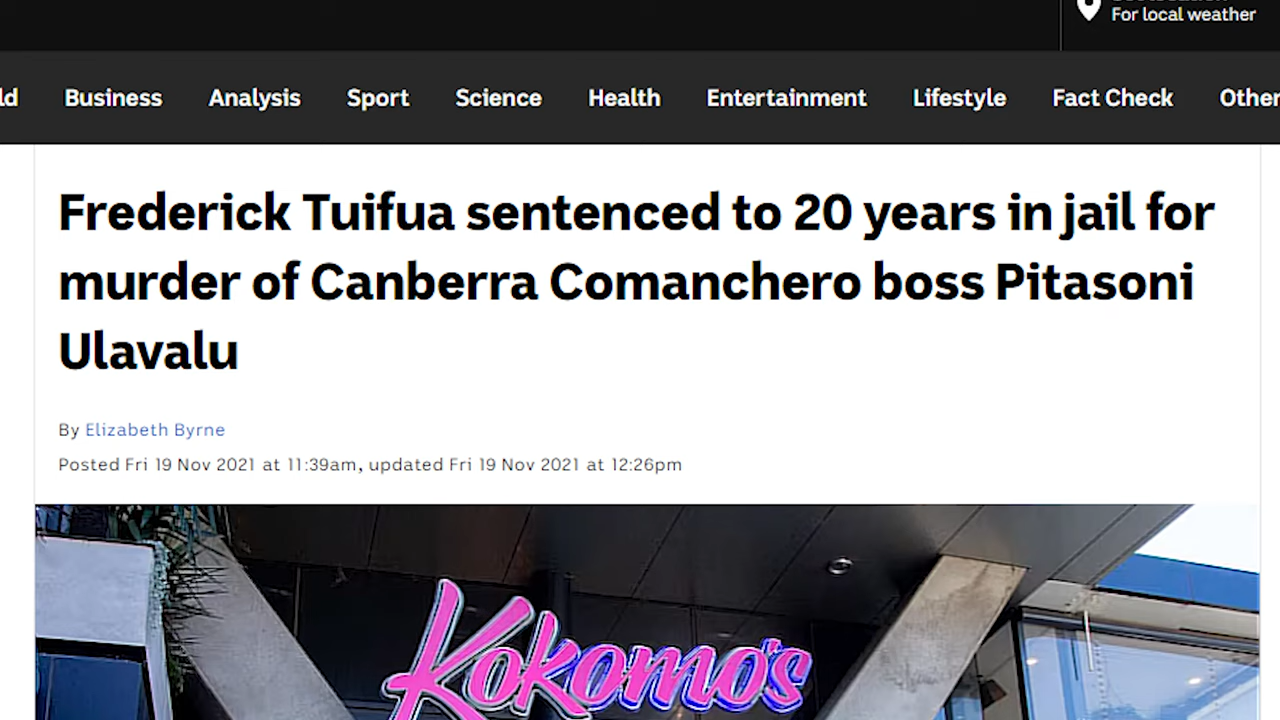 For local weather
Business Analysis Sport Science Health Entertainment Lifestyle Fact Check Other
Frederick Tuifua sentenced to 20 years in jail for
murder of Canberra Comanchero boss Pitasoni
Ulavalu
By Elizabeth Byrne
Posted Fri 19 Nov 2021 at 11:39am, updated Fri 19 Nov 2021 at 12:26pm
Kokomo's